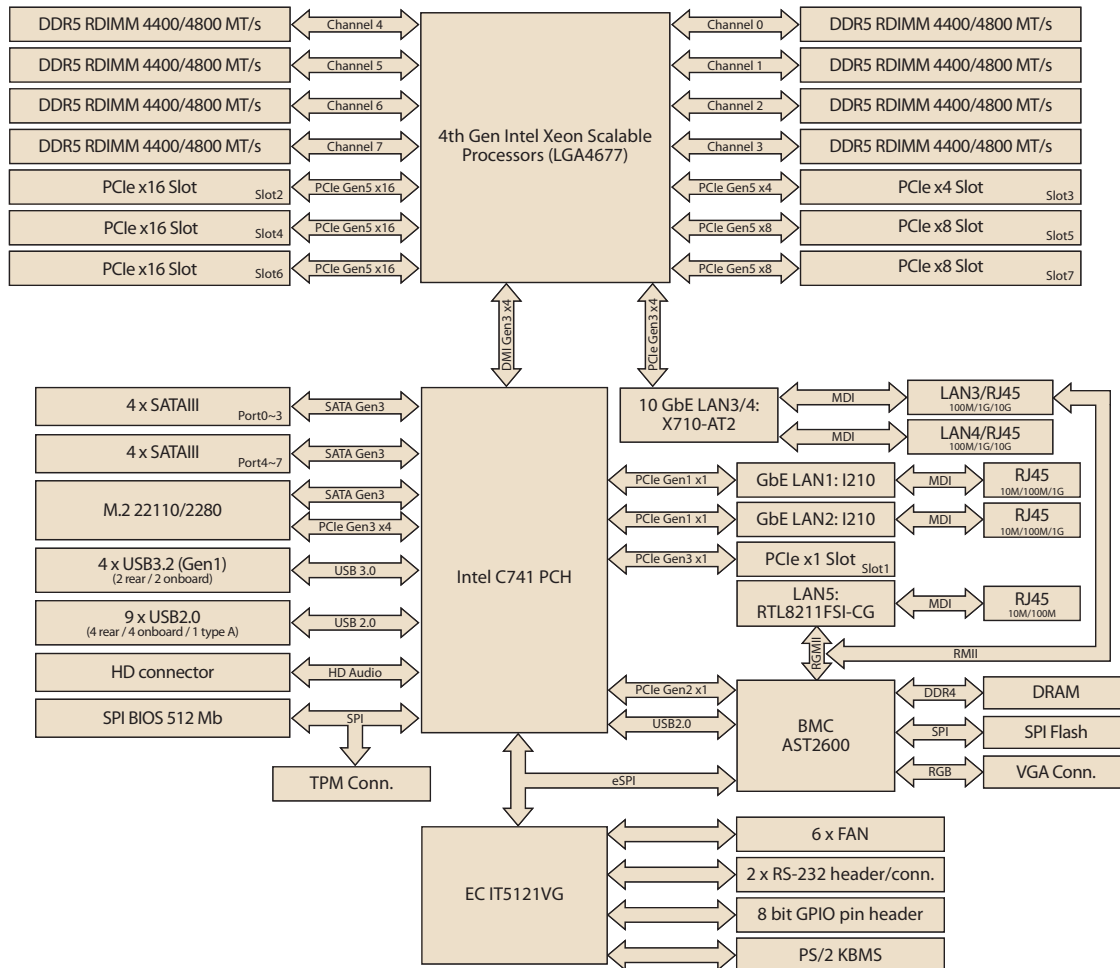 DDR5 RDIMM 4400/4800 MT/s
Channel 4
Channel 0
DDR5 RDIMM 4400/4800 MT/s
DDR5 RDIMM 4400/4800 MT/s
Channel 5
Channel 1
DDR5 RDIMM 4400/4800 MT/s
DDR5 RDIMM 4400/4800 MT/s
Channel 6
Channel 2
DDR5 RDIMM 4400/4800 MT/s
DDR5 RDIMM 4400/4800 MT/s
Channel 7
Channel 3
DDR5 RDIMM 4400/4800 MT/s
4th Gen Intel Xeon Scalable
Processors (LGA4677)
PCIe x16 Slot
Slot2
PCIe Gen5 x16
PCIe Gen5 x4
PCIe x4 Slot
Slot3
PCIe x16 Slot
Slot4
PCIe Gen5 x16
PCIe Gen5 x8
PCIe x8 Slot
Slot5
PCIe x16 Slot
Slot6
PCIe Gen5 x16
PCIe Gen5 x8
PCIe x8 Slot
Slot7
DMI Gen3 x4
PCIe Gen3 x4
4 x SATAIII
Port0~3
SATA Gen3
4 x SATAIII
Port4~7
SATA Gen3
M.2 22110/2280
SATA Gen3
PCIe Gen3 x4
4 x USB3.2 (Gen1)
(2 rear / 2 onboard)
USB 3.0
9 x USB2.0
(4 rear / 4 onboard / 1 type A)
USB 2.0
HD connector
HD Audio
SPI BIOS 512 Mb
SPI
TPM Conn.
Intel C741 PCH
10 GbE LAN3/4:
X710-AT2
MDI
LAN3/RJ45
100M/1G/10G
MDI
LAN4/RJ45
100M/1G/10G
PCIe Gen1 x1
GbE LAN1: I210
MDI
RJ45
10M/100M/1G
PCIe Gen1 x1
GbE LAN2: I210
MDI
RJ45
10M/100M/1G
PCIe Gen3 x1
PCIe x1 Slot
Slot1
LAN5:
RTL8211FSI-CG
MDI
RJ45
10M/100M
RGMII
RMII
PCIe Gen2 x1
USB2.0
BMC
AST2600
DDR4
DRAM
SPI
SPI Flash
RGB
VGA Conn.
eSPI
EC IT5121VG
6 x FAN
2 x RS-232 header/conn.
8 bit GPIO pin header
PS/2 KBMS